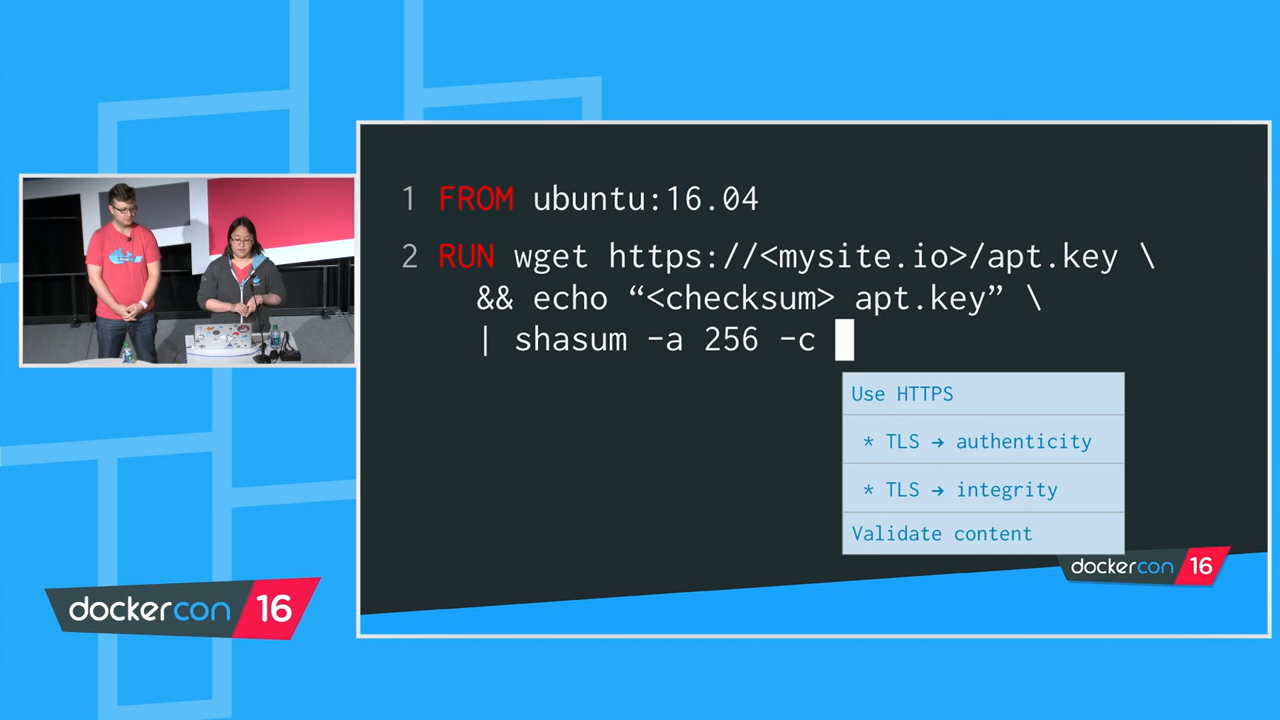 1 FROM ubuntu:16.04
2 RUN wget https://<mysite.io>/apt.key \
&& echo “<checksum> apt.key” \
| shasum -a 256 -c
Use HTTPS
* TLS → authenticity
* TLS → integrity
Validate content
dockercon 16
dockercon 16